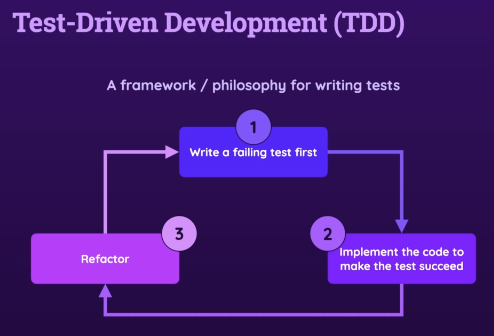 Test-Driven Development (TDD)
A framework / philosophy for writing tests
1
Write a failing test first
2
Implement the code to
make the test succeed
3
Refactor